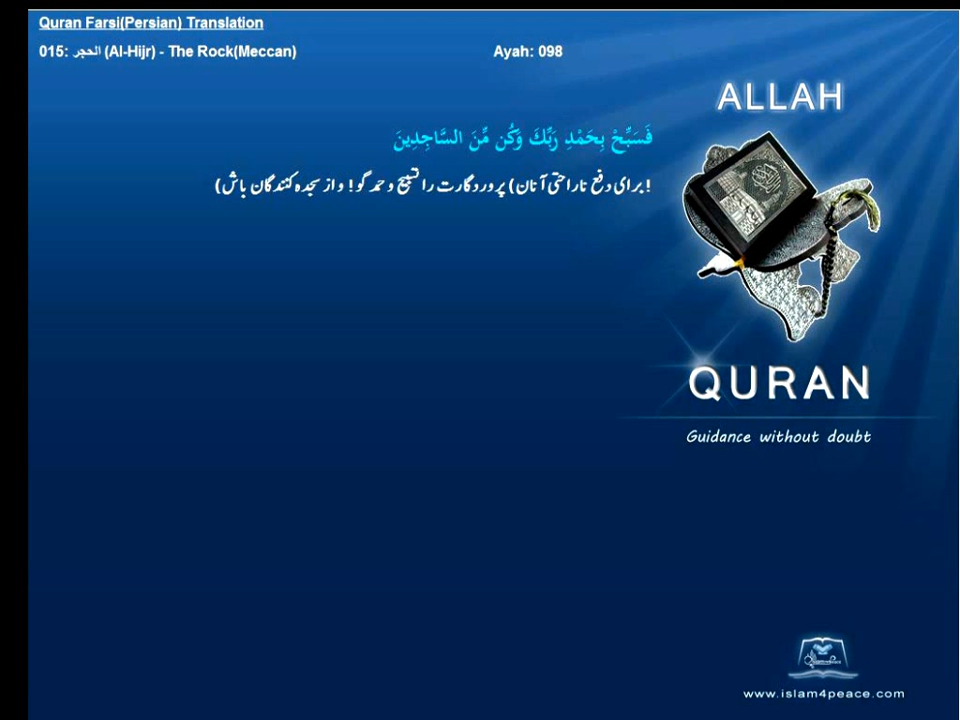 Quran Farsi(Persian) Translation
015: الحجر (Al-Hijr) - The Rock(Meccan) Ayah: 098
ALLAH
فَسَبِّحْ بِحَمْدِ رَبِّكَ وَكُن مِّنَ السَّاجِدِينَ
! برای دفع ناراحتی آنان) پروردگارت را تسبیح و حمد گو! و از سجده کنندگان باش)
QURAN
Guidance without doubt
www.islam4peace.com